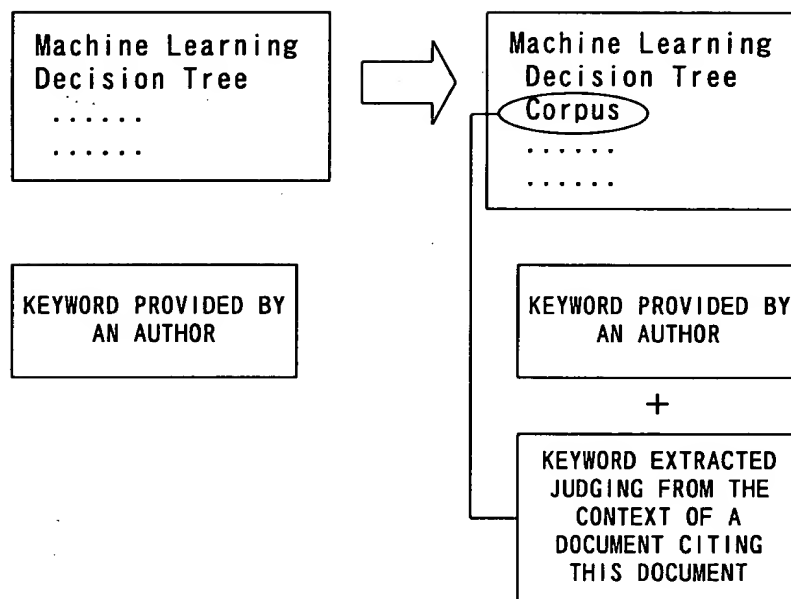 Machine Learning
Decision Tree
......
......
KEYWORD PROVIDED BY
AN AUTHOR
Machine Learning
Decision Tree
Corpus
......
......
KEYWORD PROVIDED BY
AN AUTHOR
+
KEYWORD EXTRACTED
JUDGING FROM THE
CONTEXT OF A
DOCUMENT CITING
THIS DOCUMENT